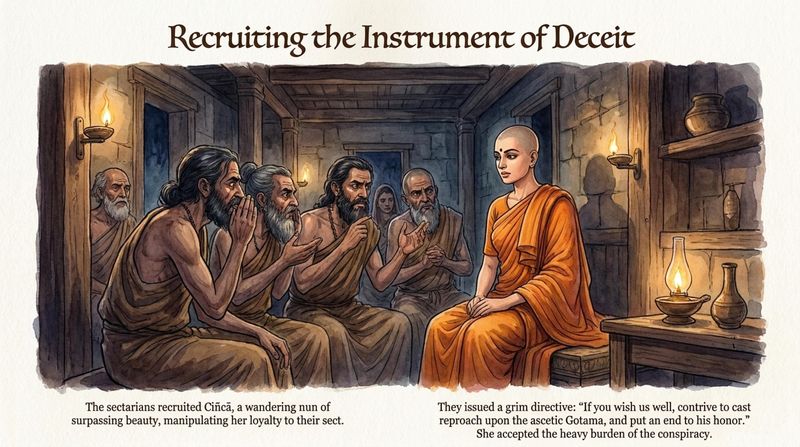 Recruiting the Instrument of Deceit
The sectarians recruited Ciñcā, a wandering nun of
surpassing beauty, manipulating her loyalty to their sect.
They issued a grim directive: “If you wish us well, contrive to cast
reproach upon the ascetic Gotama, and put an end to his honor.”
She accepted the heavy burden of the conspiracy.